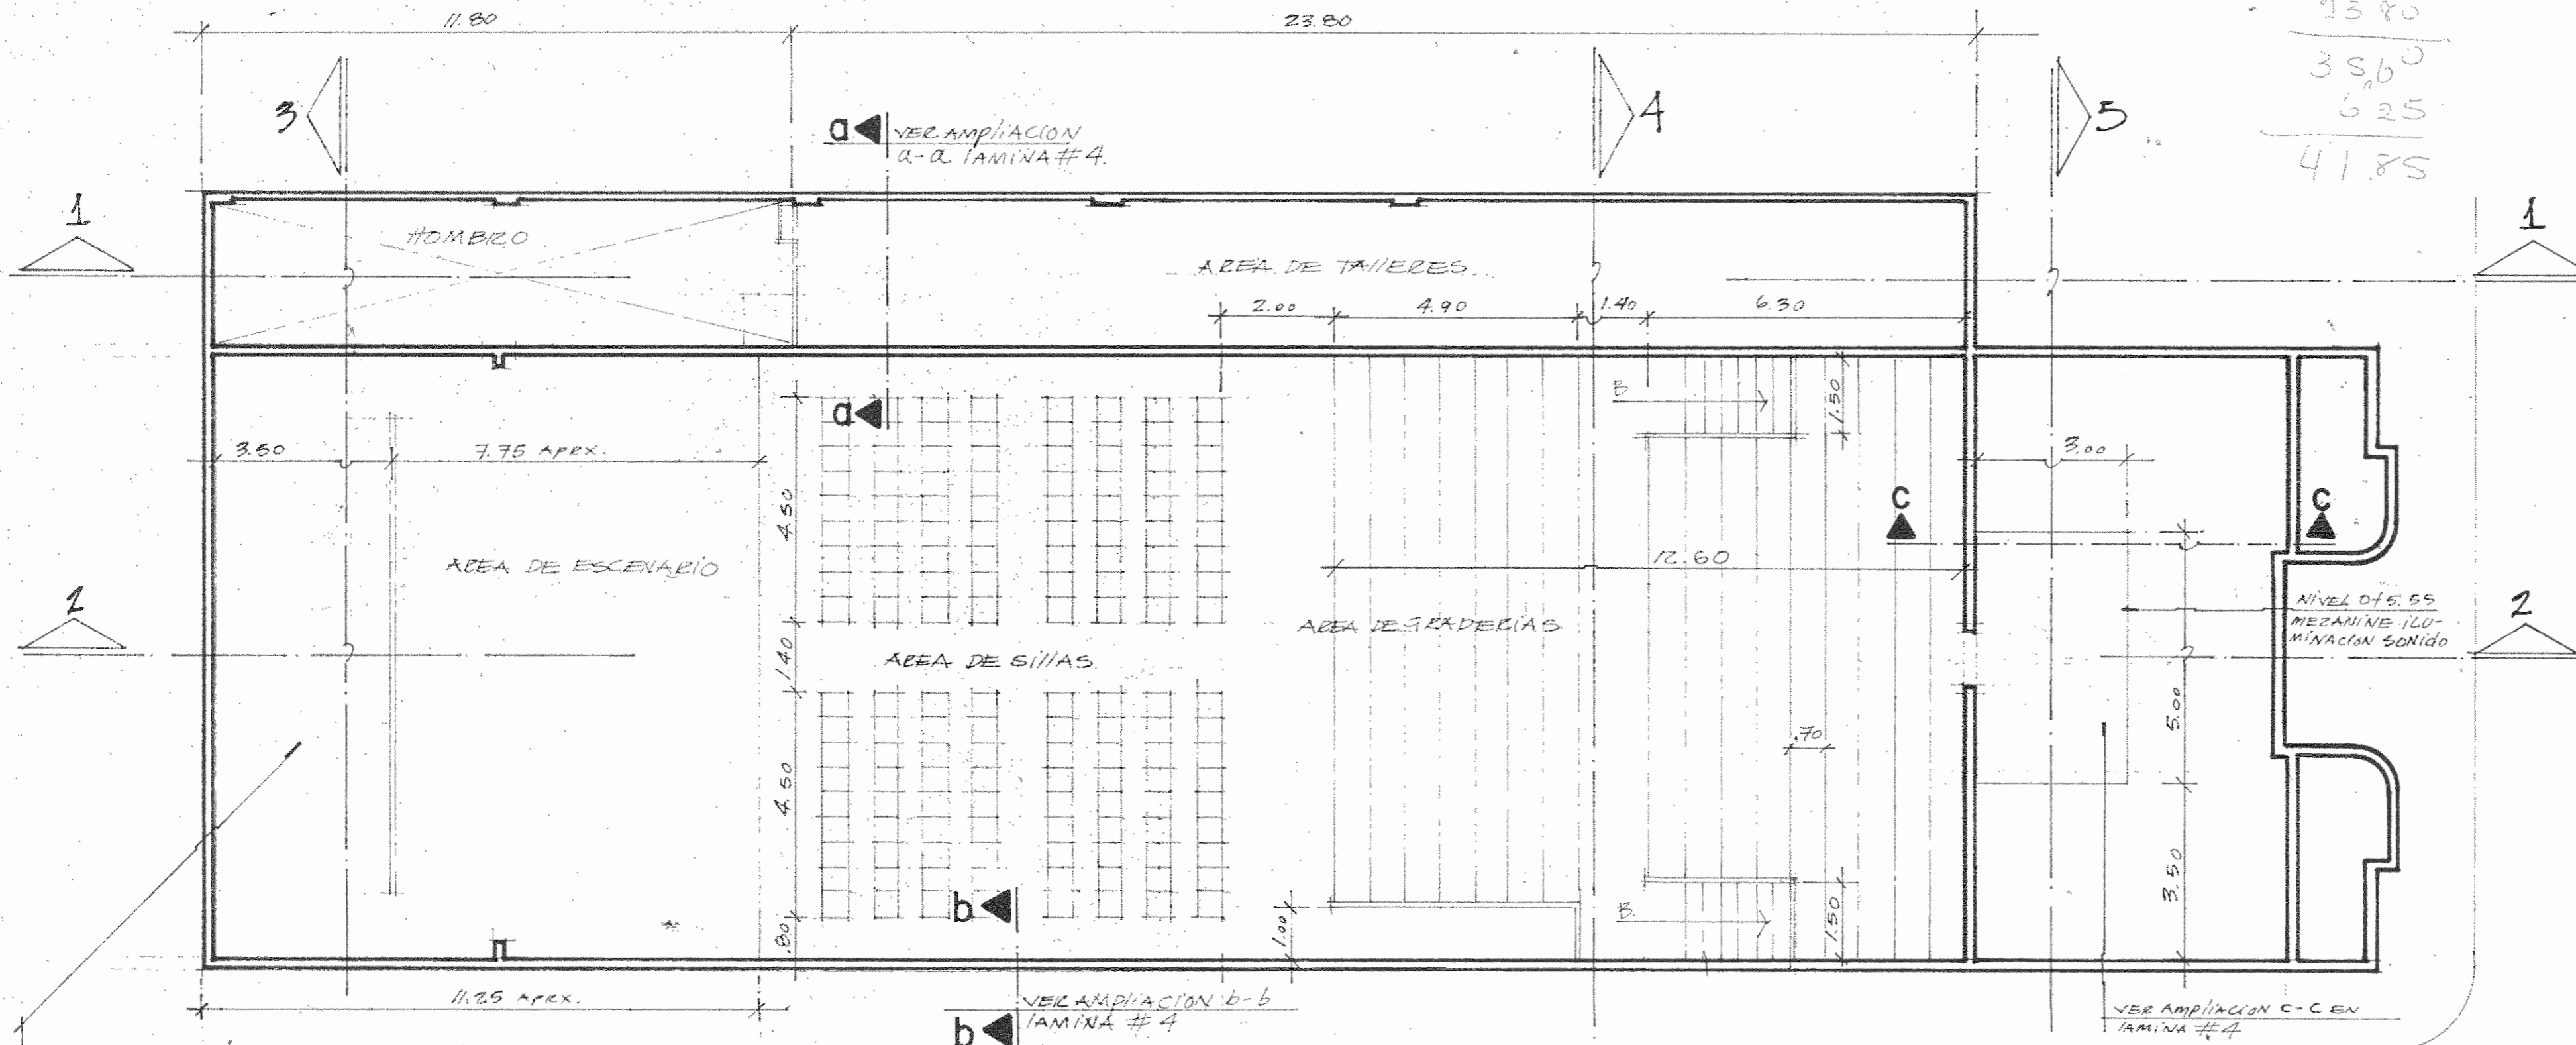 11.80
23.80
23 80
35,60
6 25
41.85
3
4
5
a
VER AMPLIACION
a-a LAMINA # 4.
1
1
HOMBRO
AREA DE TALLERES
2.00
4.90
1.40
6.30
a
B
1.50
3.50
7.75 APRX.
3.00
4.50
C
C
12.60
AREA DE ESCENARIO
2
NIVEL 0+5.55
MEZANINE ILU-
MINACION SONIDO
2
AREA DE GRADERIAS
1.40
AREA DE SILLAS
5.00
.70
4.50
3.50
b
B.
1.50
.80
1.00
11.25 APRX.
VER AMPLIACION b-b
LAMINA # 4
b
VER AMPLIACION C-C EN
LAMINA # 4